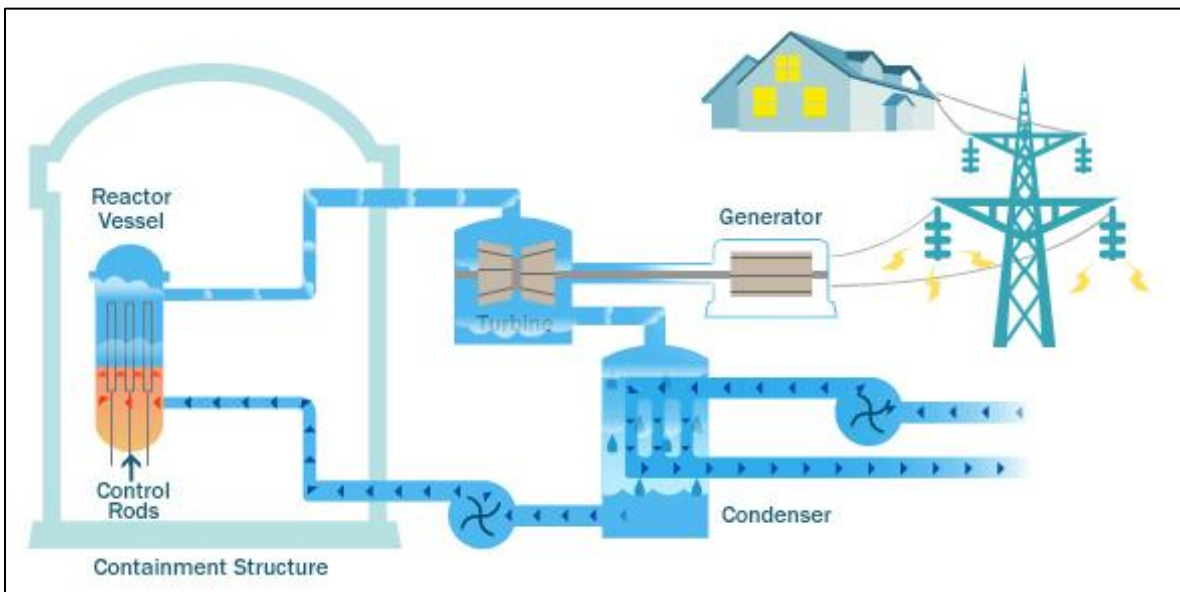 Reactor
Vessel
Generator
Turbine
Control
Rods
Condenser
Containment Structure